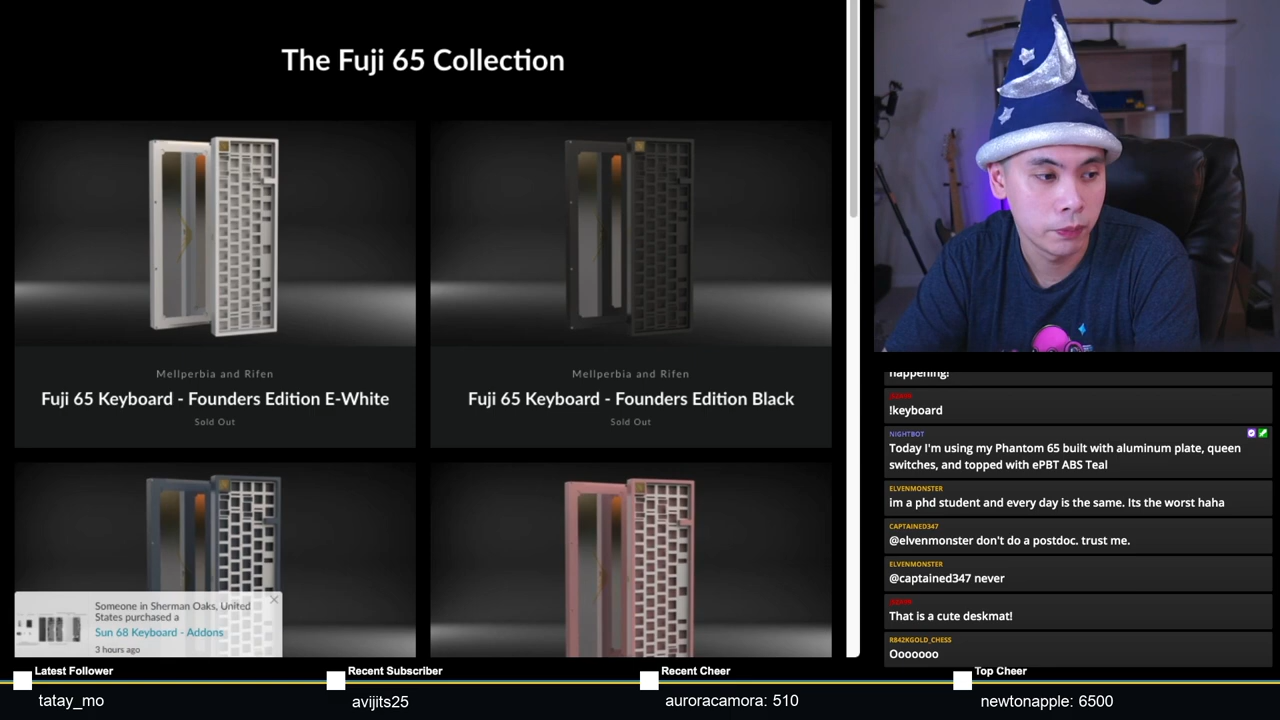 The Fuji 65 Collection
Mellperbia and Rifen
Fuji 65 Keyboard - Founders Edition E-White
Sold Out
Mellperbia and Rifen
Fuji 65 Keyboard - Founders Edition Black
Sold Out
Someone in Sherman Oaks, United
States purchased a
Sun 68 Keyboard - Addons
3 hours ago
happening!
!keyboard
NIGHTBOT
Today I'm using my Phantom 65 built with aluminum plate, queen
switches, and topped with ePBT ABS Teal
ELVENMONSTER
im a phd student and every day is the same. Its the worst haha
CAPTAINED347
@elvenmonster don't do a postdoc. trust me.
ELVENMONSTER
@captained347 never
That is a cute deskmat!
R842KGOLD_CHESS
Ooooooo
Latest Follower
tatay_mo
Recent Subscriber
avijits25
Recent Cheer
auroracamora: 510
Top Cheer
newtonapple: 6500